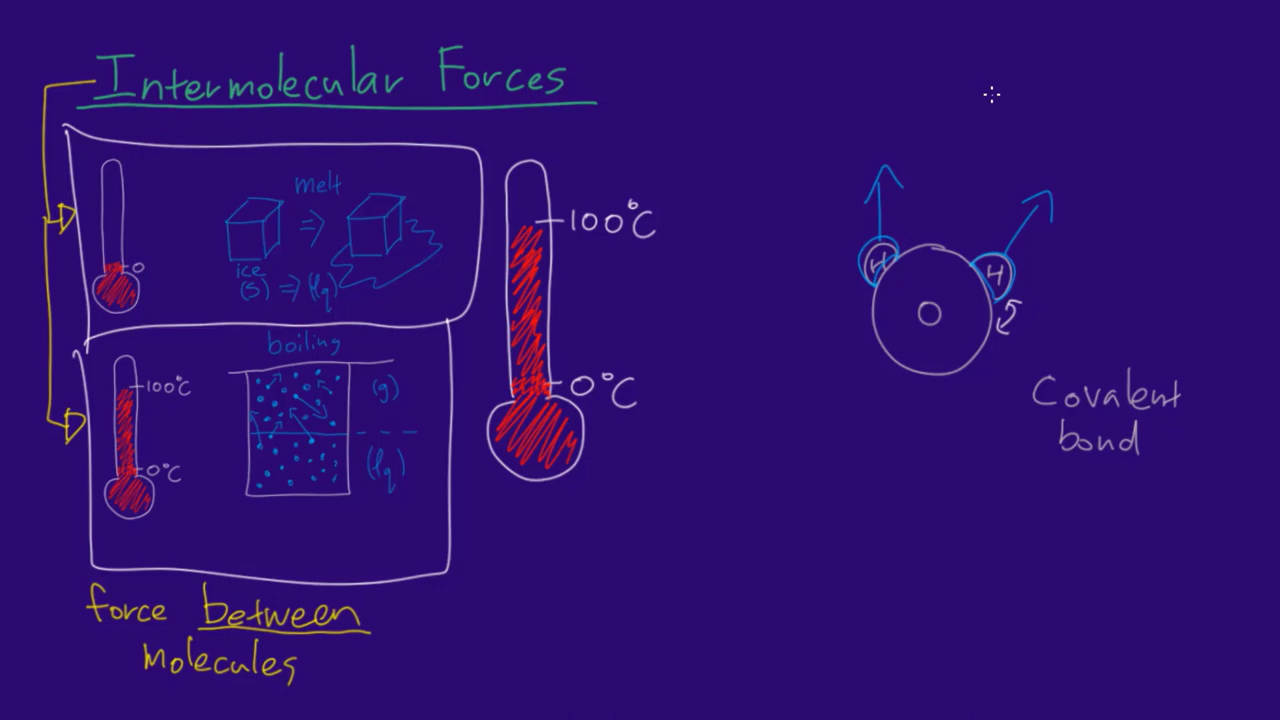 Intermolecular Forces
melt
0
ice
(s) ⇒ (lq)
100°C
0°C
boiling
100°C
(g)
0°C
(lq)
force between
molecules
H
H
O
Covalent
bond